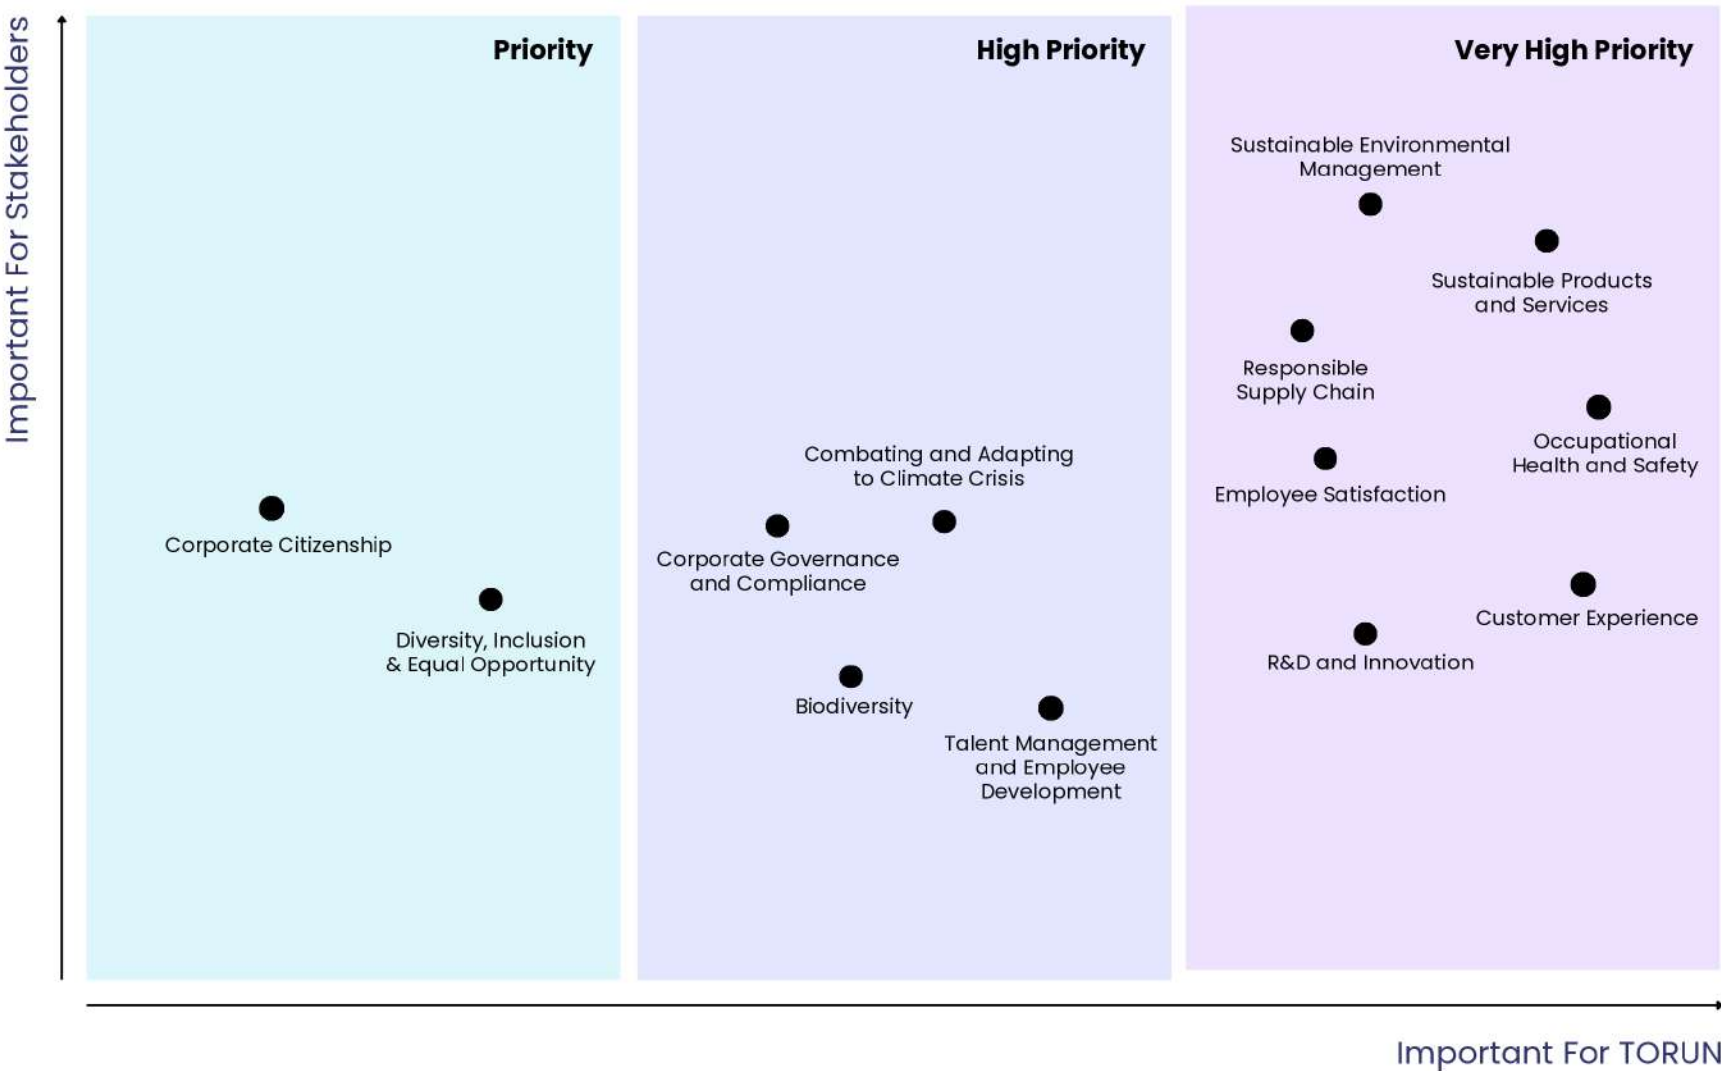 Important For Stakeholders
Priority
High Priority
Very High Priority
Sustainable Environmental
Management
Sustainable Products
and Services
Responsible
Supply Chain
Occupational
Health and Safety
Employee Satisfaction
Customer Experience
R&D and Innovation
Combating and Adapting
to Climate Crisis
Corporate Governance
and Compliance
Biodiversity
Talent Management
and Employee
Development
Corporate Citizenship
Diversity, Inclusion
& Equal Opportunity
Important For TORUN